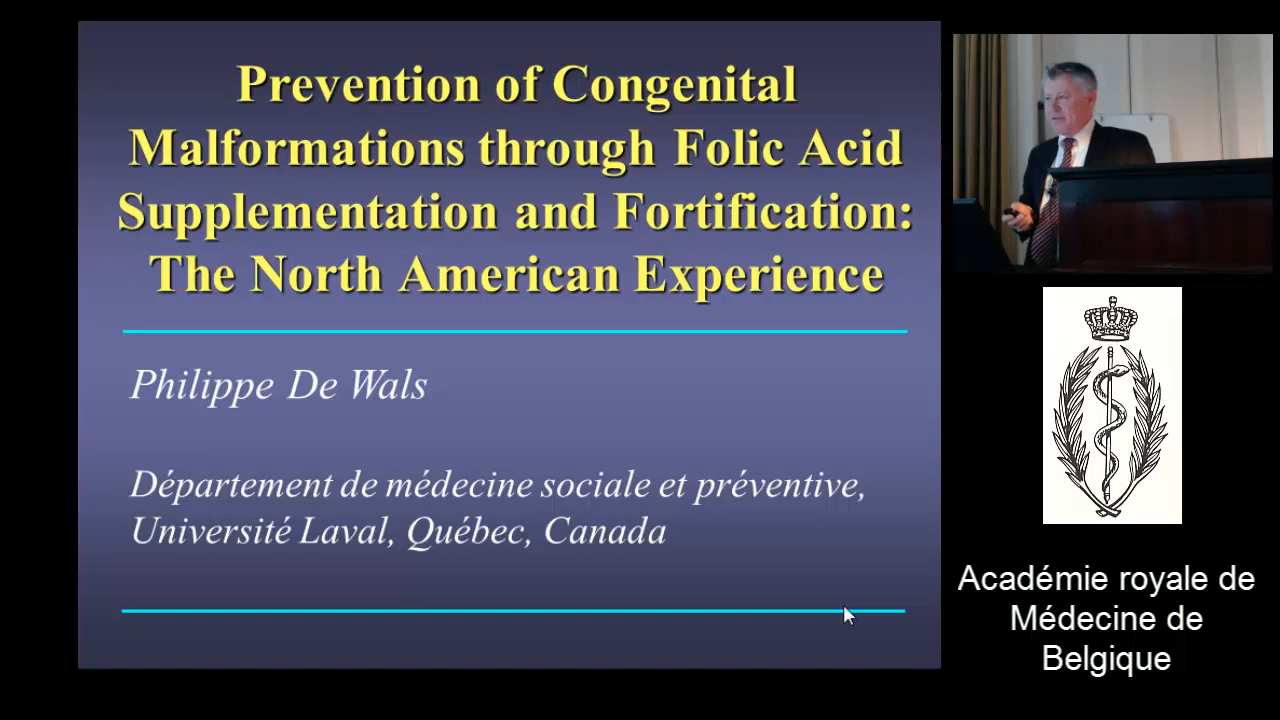 Prevention of Congenital
Malformations through Folic Acid
Supplementation and Fortification:
The North American Experience
Philippe De Wals
Département de médecine sociale et préventive,
Université Laval, Québec, Canada
Académie royale de
Médecine de
Belgique